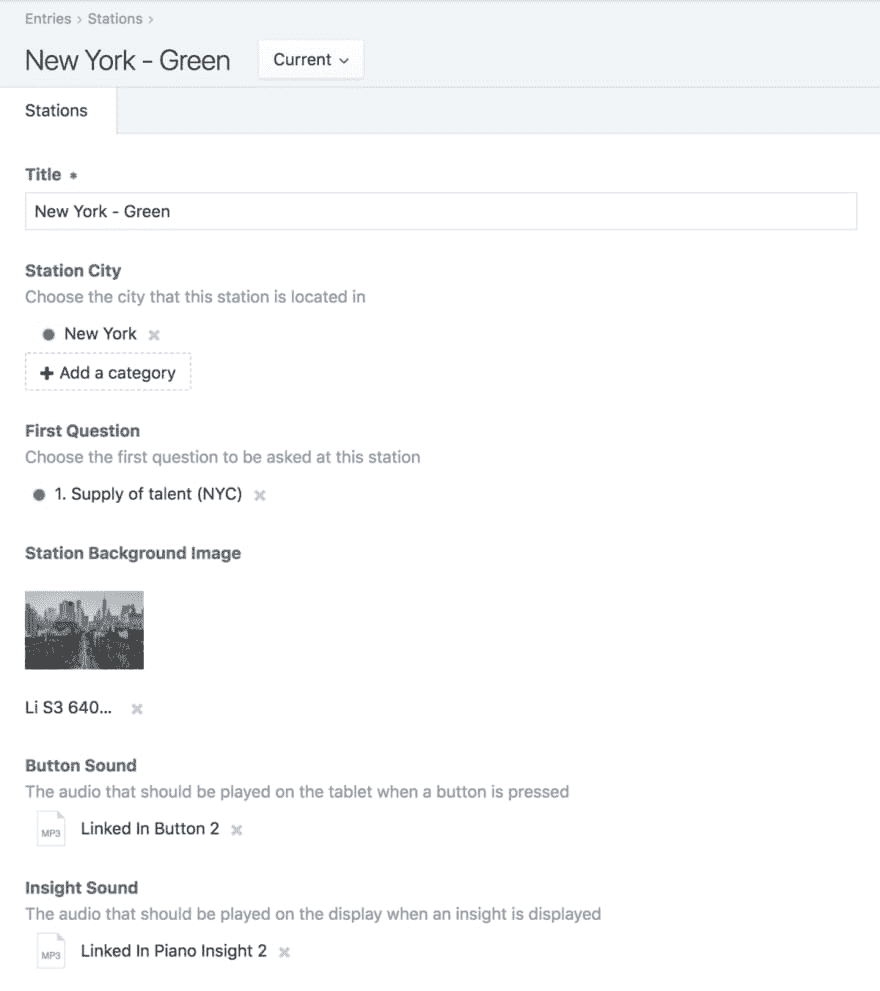 Entries › Stations ›
New York - Green
Current
Stations
Title *
New York - Green
Station City
Choose the city that this station is located in
New York
Add a category
First Question
Choose the first question to be asked at this station
1. Supply of talent (NYC)
Station Background Image
Li S3 640...
Button Sound
The audio that should be played on the tablet when a button is pressed
MP3 Linked In Button 2
Insight Sound
The audio that should be played on the display when an insight is displayed
MP3 Linked In Piano Insight 2